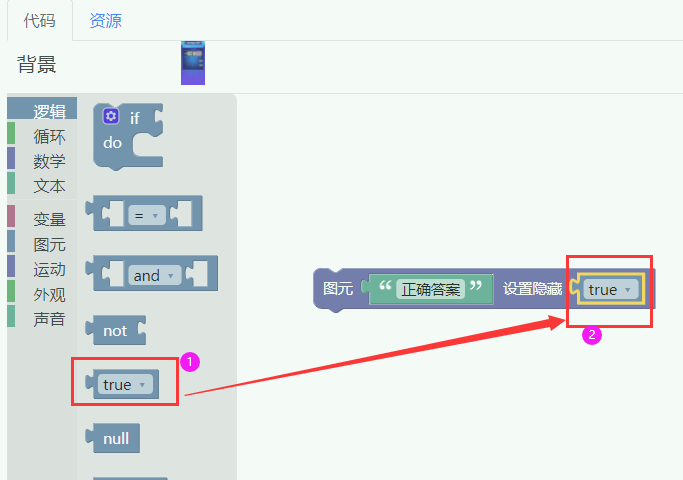 代码 资源
背景
逻辑
循环
数学
文本
变量
图元
运动
外观
声音
if
do
=
and
not
true
null
图元 “ 正确答案 ” 设置隐藏 true
1
2